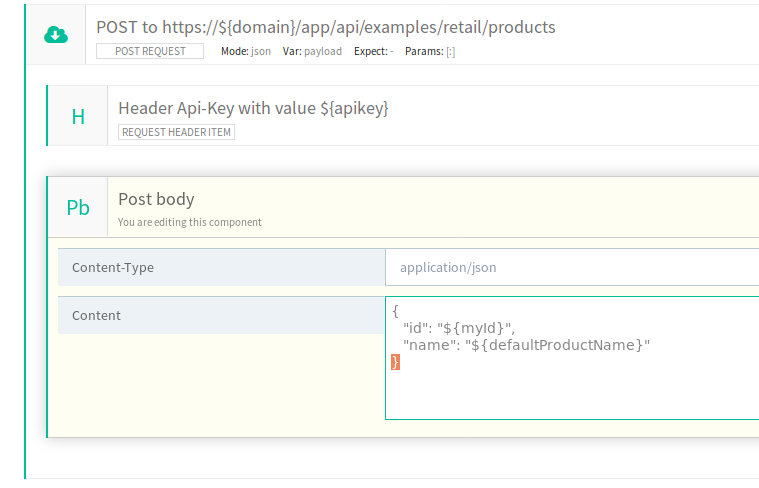 POST to https://${domain}/app/api/examples/retail/products
POST REQUEST Mode: json Var: payload Expect: - Params: [:]
H
Header Api-Key with value ${apikey}
REQUEST HEADER ITEM
Pb
Post body
You are editing this component
Content-Type application/json
Content
{
"id": "${myId}",
"name": "${defaultProductName}"
}